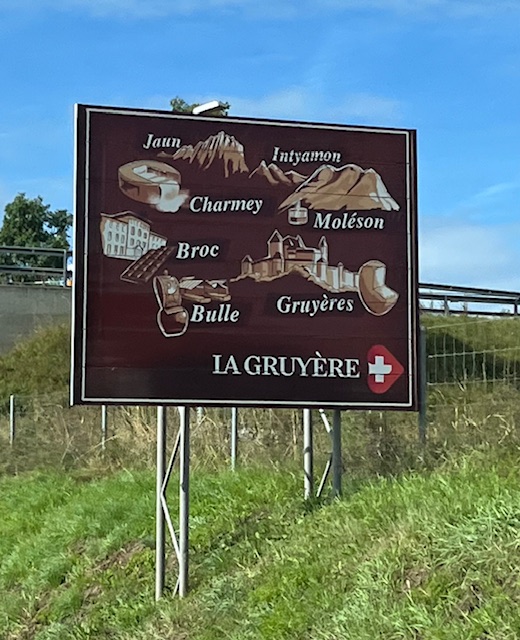 Jaun
Intyamon
Charmey
Moléson
Broc
Gruyères
Bulle
LA GRUYÈRE